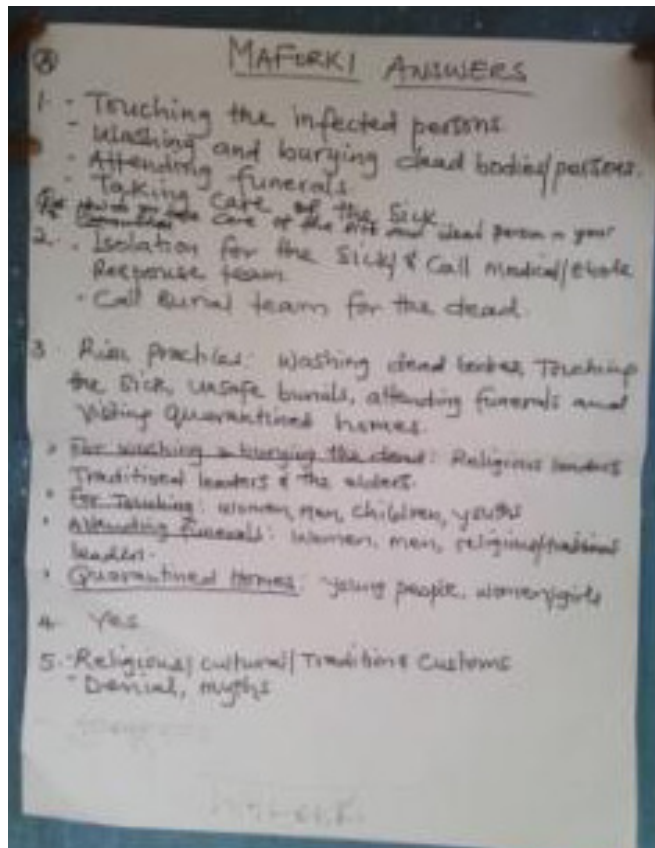 MAFORKI ANSWERS
1. - Touching the infected persons.
- Washing and burying dead bodies/persons.
- Attending funerals.
- Taking care of the Sick
care of the sick and dead person in your
2. . Isolation for the Sick/& Call medical/Ebola
Response team
. Call Burial team for the dead.
3. Risk Practices: Washing dead bodies, Touching
the Sick, unsafe burials, attending funerals and
Visiting Quarantined homes.
. For washing & burying the dead: Religious leaders
Traditional leaders & the elders.
. For Touching: Women, Men, Children, youths
. Attending Funerals: Women, men, religious/traditional
leaders.
. Quarantined Homes: Young people, women/girls
4. Yes
5. - Religious/cultural/Traditions Customs
- Denial, myths